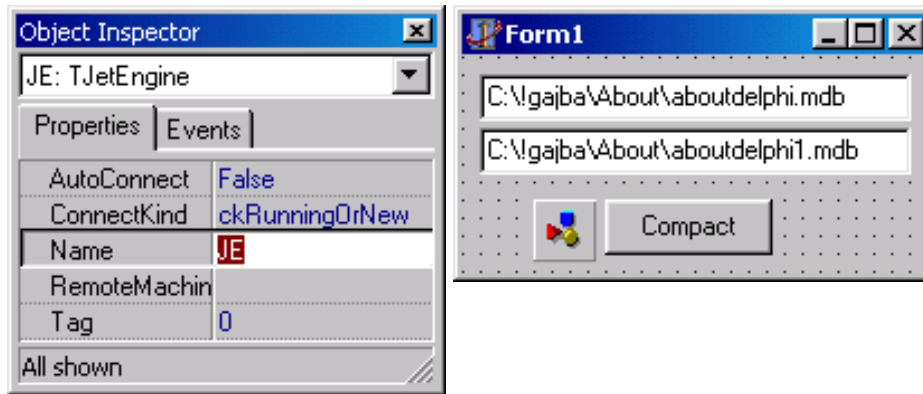 Object Inspector
JE: TJetEngine
Properties Events
AutoConnect False
ConnectKind ckRunningOrNew
Name JE
RemoteMachin
Tag 0
All shown
Form1
C:\!gajba\About\aboutdelphi.mdb
C:\!gajba\About\aboutdelphi1.mdb
Compact